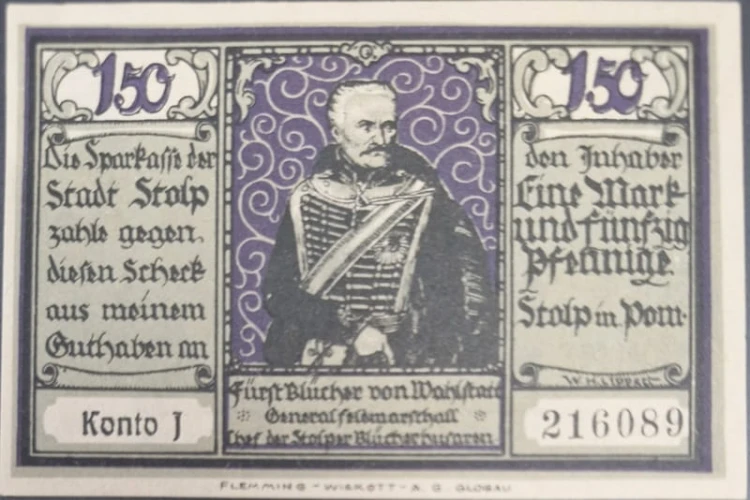 1.50
Die Sparkasse der
Stadt Stolp
zahle gegen
diesen Scheck
aus meinem
Guthaben an
Konto J
Fürst Blücher von Wahlstatt
Generalfeldmarschall
Chef der Stolper Blücherhusaren
1.50
den Inhaber
Eine Mark
und fünfzig
Pfennige.
Stolp in Pom.
W.H. Lippert
216089
FLEMMING-WISKOTT-A.G. GLOGAU